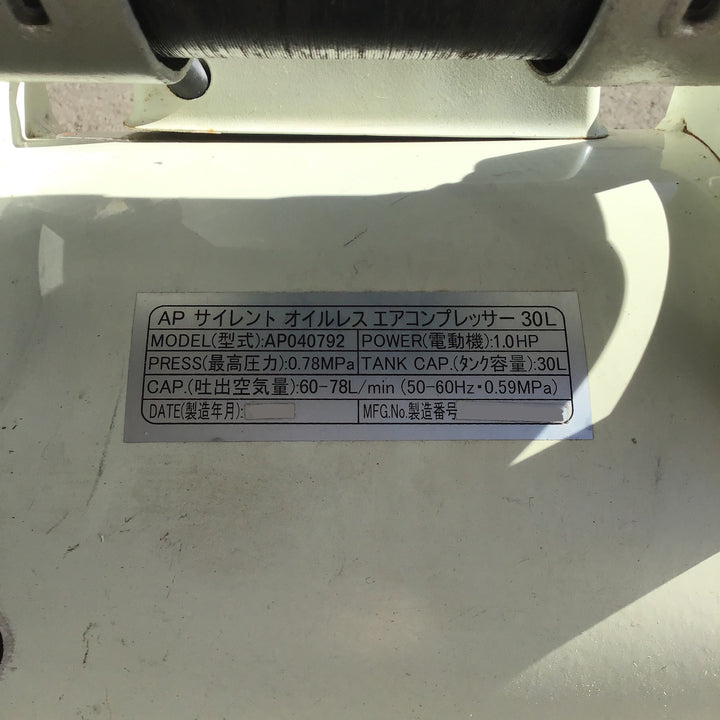 AP サイレント オイルレス エアコンプレッサー 30L
MODEL(型式):AP040792 POWER(電動機):1.0HP
PRESS(最高圧力):0.78MPa TANK CAP.(タンク容量):30L
CAP.(吐出空気量):60-78L/min (50-60Hz・0.59MPa)
DATE(製造年月): MFG.No.製造番号